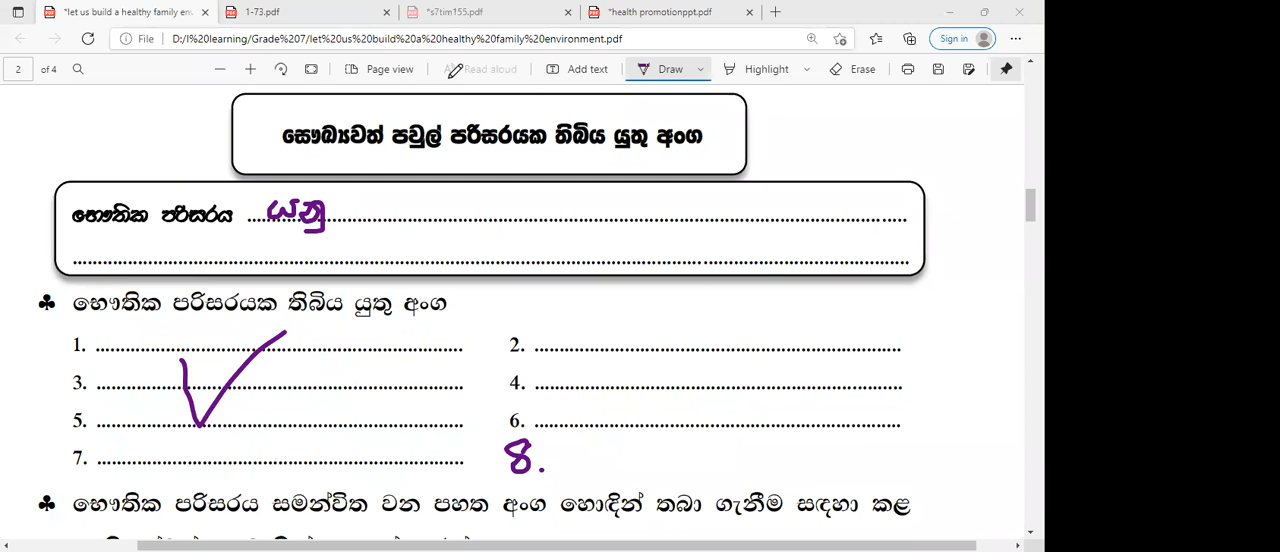 *let us build a healthy family env
1-73.pdf
*s7tim155.pdf
*health promotionppt.pdf
File D:/I%20learning/Grade%207/let%20us%20build%20a%20healthy%20family%20environment.pdf
Sign in
2 of 4 Page view Read aloud Add text Draw Highlight Erase
සෞඛ්‍යවත් පවුල් පරිසරයක තිබිය යුතු අංග
භෞතික පරිසරය ..... යනු
♣ භෞතික පරිසරයක තිබිය යුතු අංග
1. 2.
3. 4.
5. 6.
7. 8.
♣ භෞතික පරිසරය සමන්විත වන පහත අංග හොඳින් තබා ගැනීම සඳහා කළ